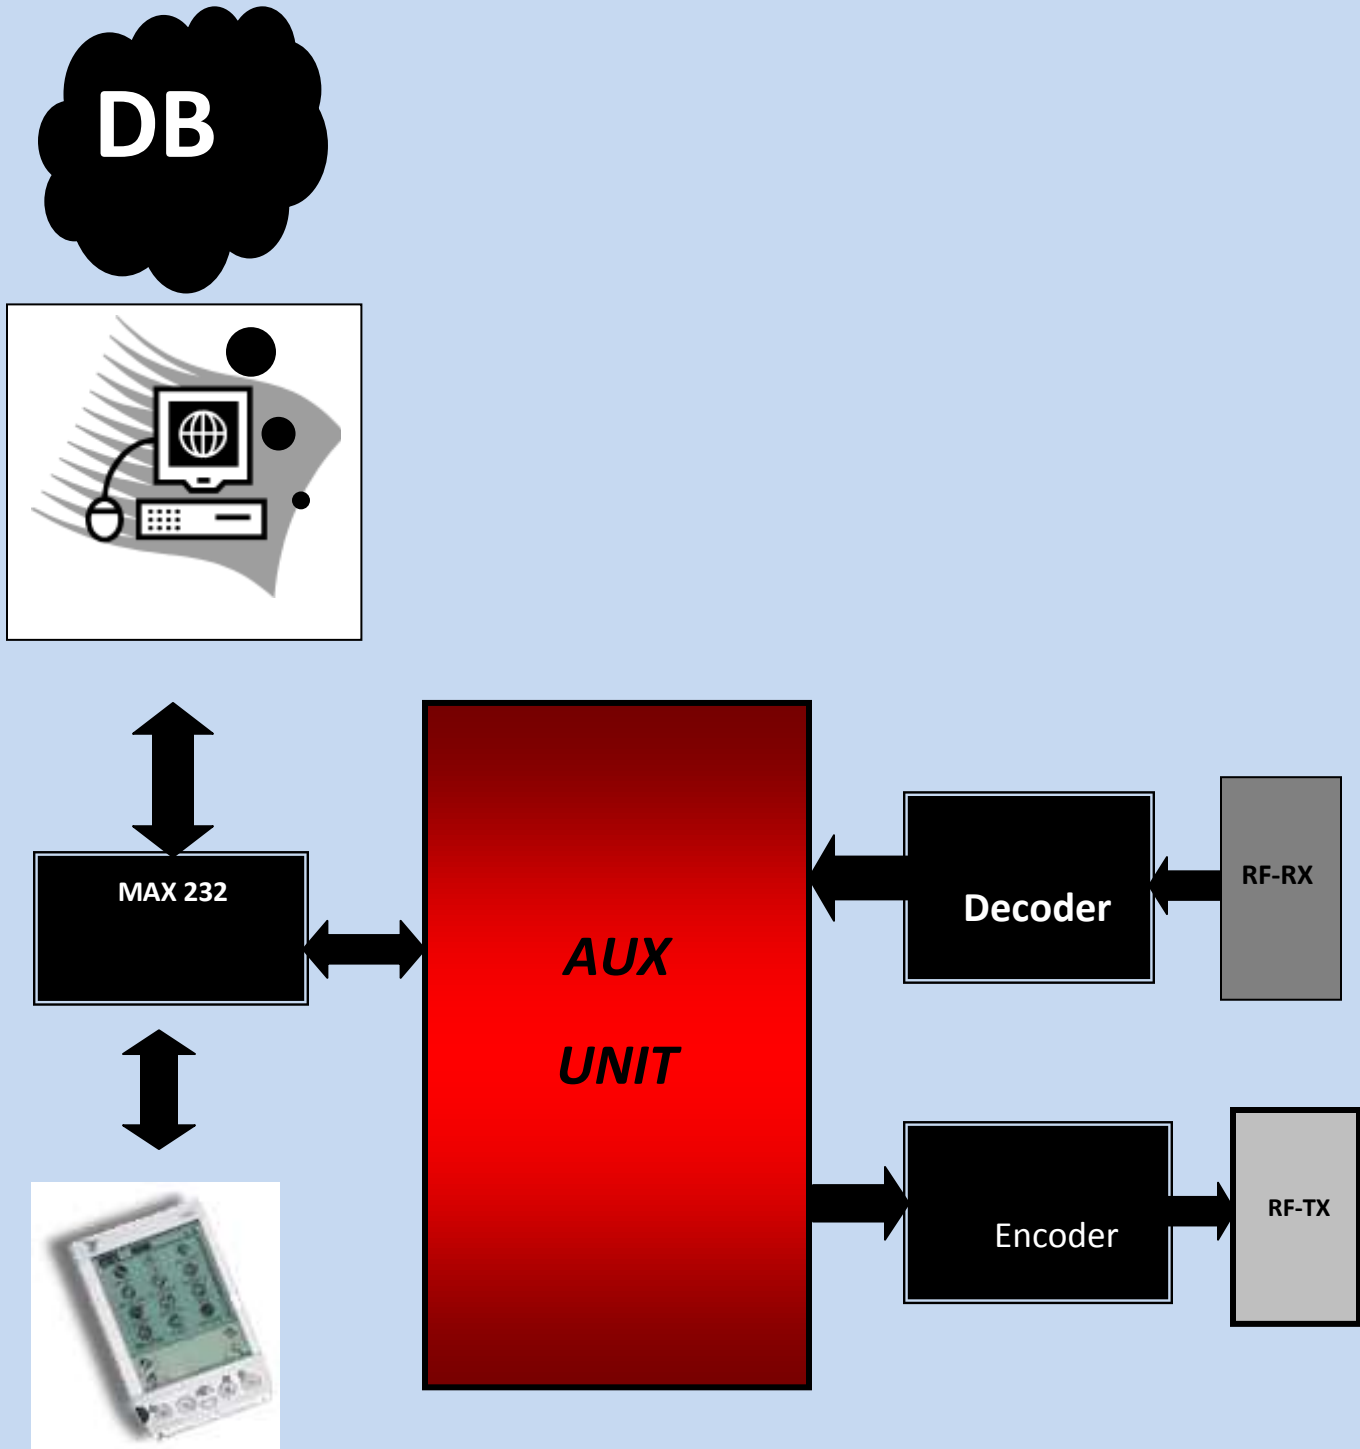 DB
MAX 232
AUX
UNIT
Decoder
RF-RX
Encoder
RF-TX